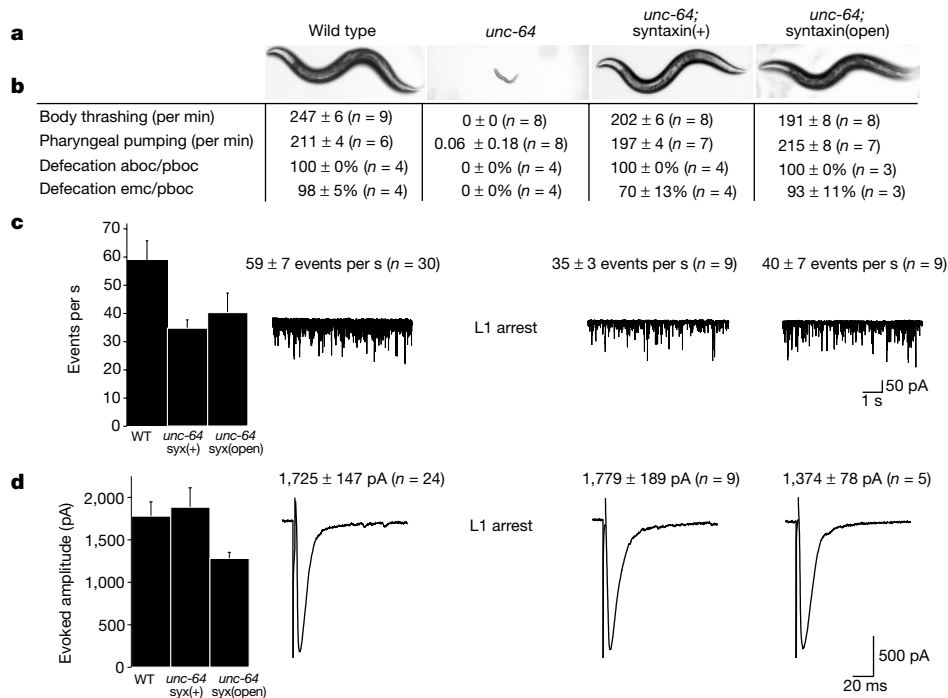 a
Wild type
unc-64
unc-64;
syntaxin(+)
unc-64;
syntaxin(open)
b
Body thrashing (per min) 247 ± 6 (n = 9) 0 ± 0 (n = 8) 202 ± 6 (n = 8) 191 ± 8 (n = 8)
Pharyngeal pumping (per min) 211 ± 4 (n = 6) 0.06 ± 0.18 (n = 8) 197 ± 4 (n = 7) 215 ± 8 (n = 7)
Defecation aboc/pboc 100 ± 0% (n = 4) 0 ± 0% (n = 4) 100 ± 0% (n = 4) 100 ± 0% (n = 3)
Defecation emc/pboc 98 ± 5% (n = 4) 0 ± 0% (n = 4) 70 ± 13% (n = 4) 93 ± 11% (n = 3)
c
Events per s
70
60
50
40
30
20
10
0
WT
unc-64
syx(+)
unc-64
syx(open)
59 ± 7 events per s (n = 30)
L1 arrest
35 ± 3 events per s (n = 9)
40 ± 7 events per s (n = 9)
50 pA
1 s
d
Evoked amplitude (pA)
2,000
1,500
1,000
500
0
WT
unc-64
syx(+)
unc-64
syx(open)
1,725 ± 147 pA (n = 24)
L1 arrest
1,779 ± 189 pA (n = 9)
1,374 ± 78 pA (n = 5)
500 pA
20 ms